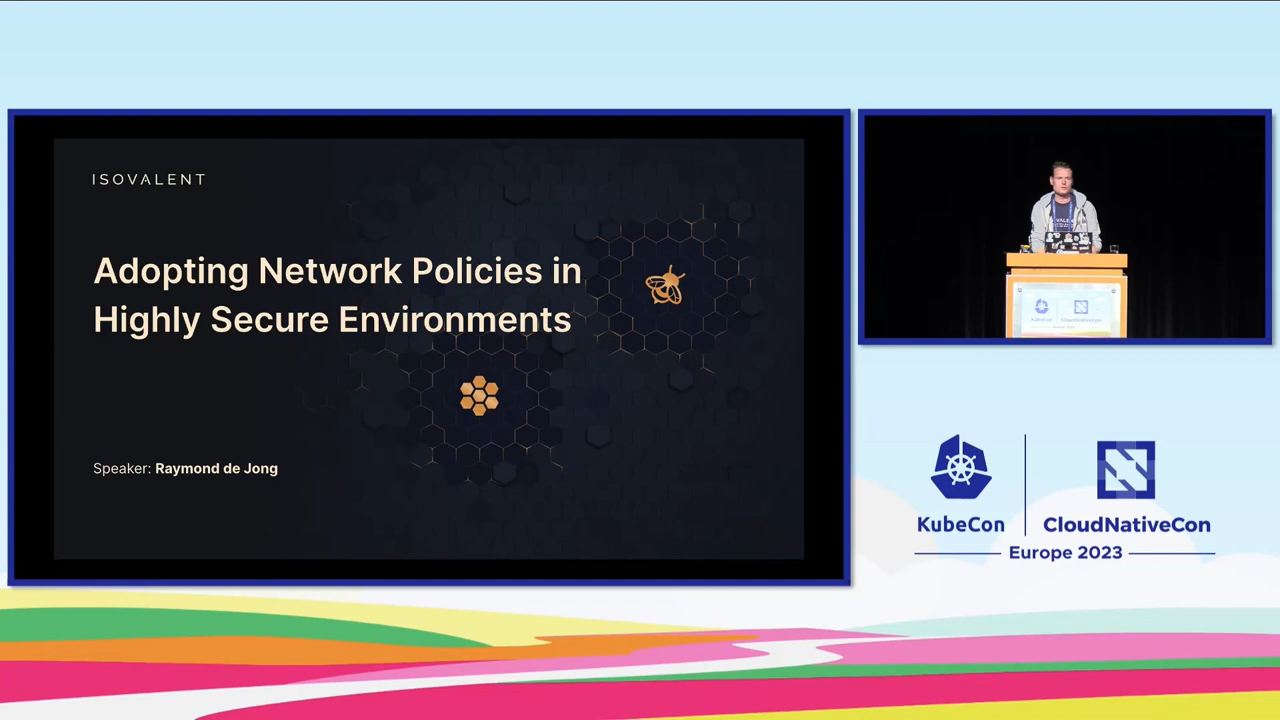 ISOVALENT
Adopting Network Policies in
Highly Secure Environments
Speaker: Raymond de Jong
KubeCon
CloudNativeCon
Europe 2023